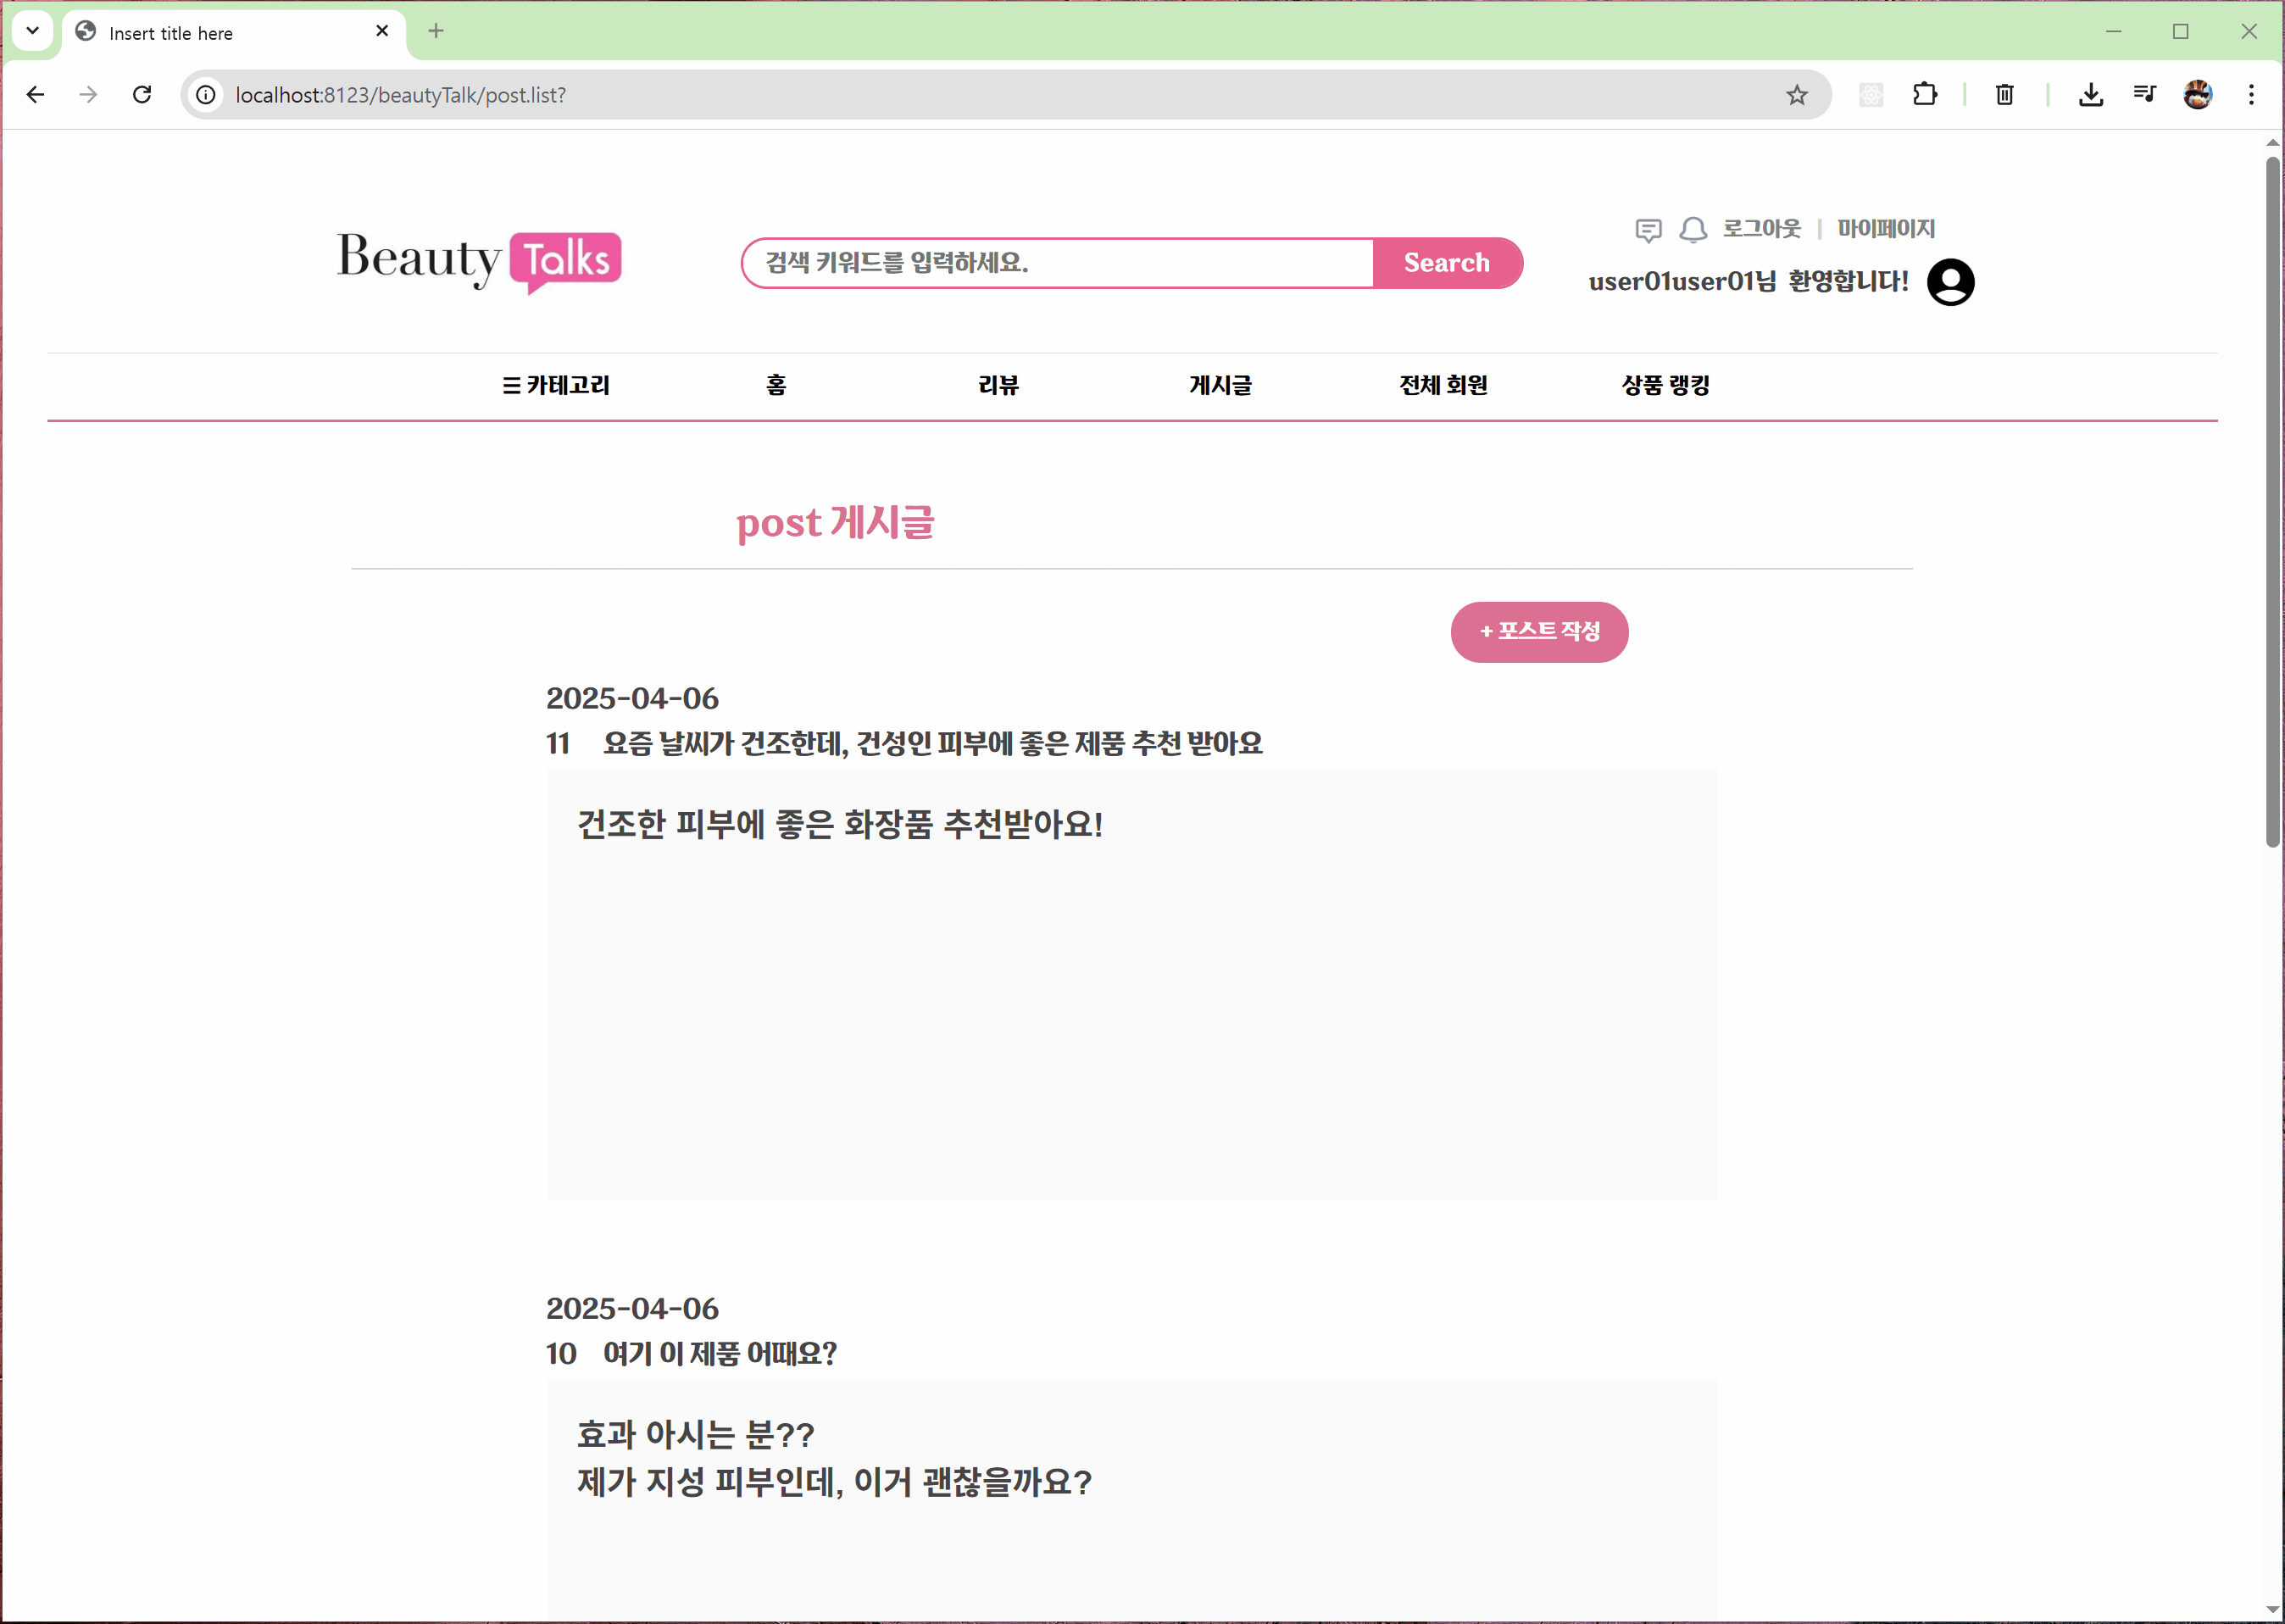 Insert title here
localhost:8123/beautyTalk/post.list?
로그아웃 | 마이페이지
Beauty Talks
검색 키워드를 입력하세요. Search
user01user01님 환영합니다!
☰ 카테고리 홈 리뷰 게시글 전체 회원 상품 랭킹
post 게시글
+ 포스트 작성
2025-04-06
11 요즘 날씨가 건조한데, 건성인 피부에 좋은 제품 추천 받아요
건조한 피부에 좋은 화장품 추천받아요!
2025-04-06
10 여기 이 제품 어때요?
효과 아시는 분??
제가 지성 피부인데, 이거 괜찮을까요?